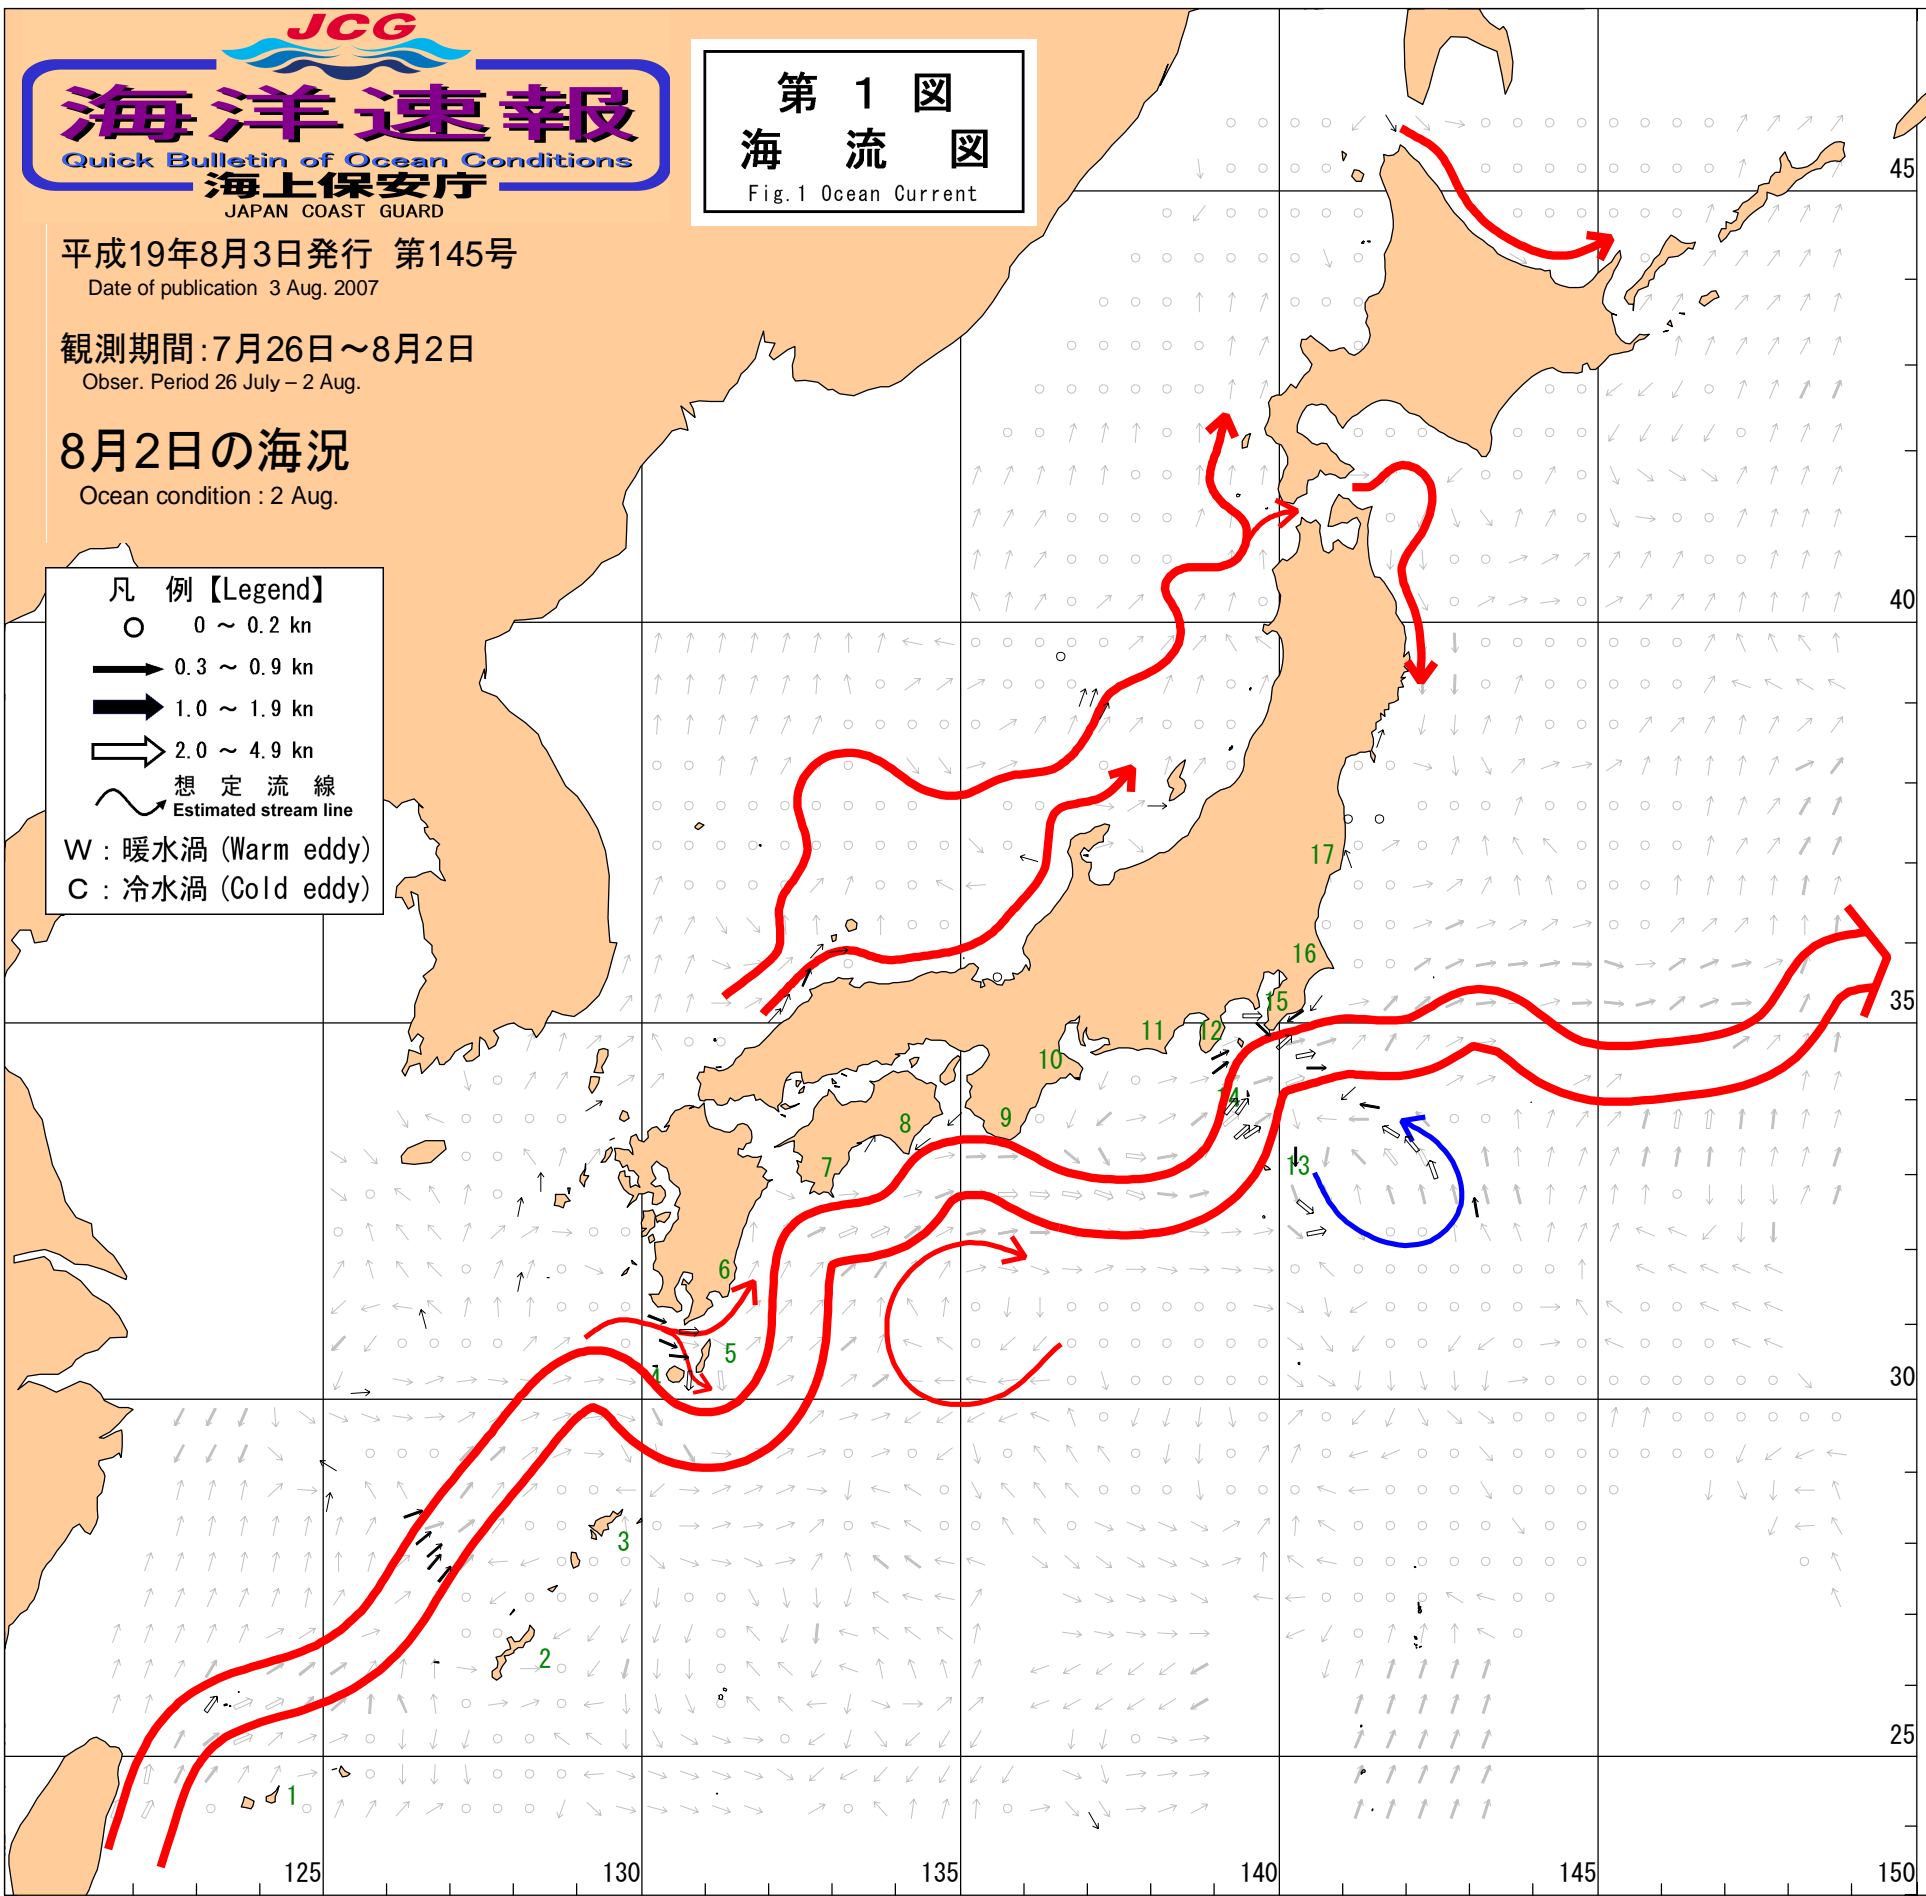 JCG
海洋速報
Quick Bulletin of Ocean Conditions
海上保安庁
JAPAN COAST GUARD
第 1 図
海 流 図
Fig.1 Ocean Current
平成19年8月3日発行 第145号
Date of publication 3 Aug. 2007
観測期間:7月26日~8月2日
Obser. Period 26 July – 2 Aug.
8月2日の海況
Ocean condition : 2 Aug.
凡 例【Legend】
0 ~ 0.2 kn
0.3 ~ 0.9 kn
1.0 ~ 1.9 kn
2.0 ~ 4.9 kn
想 定 流 線
Estimated stream line
W : 暖水渦 (Warm eddy)
C : 冷水渦 (Cold eddy)
45
40
35
30
25
17
16
15
12
11
10
14
9
8
7
13
6
5
4
3
2
1
125
130
135
140
145
150